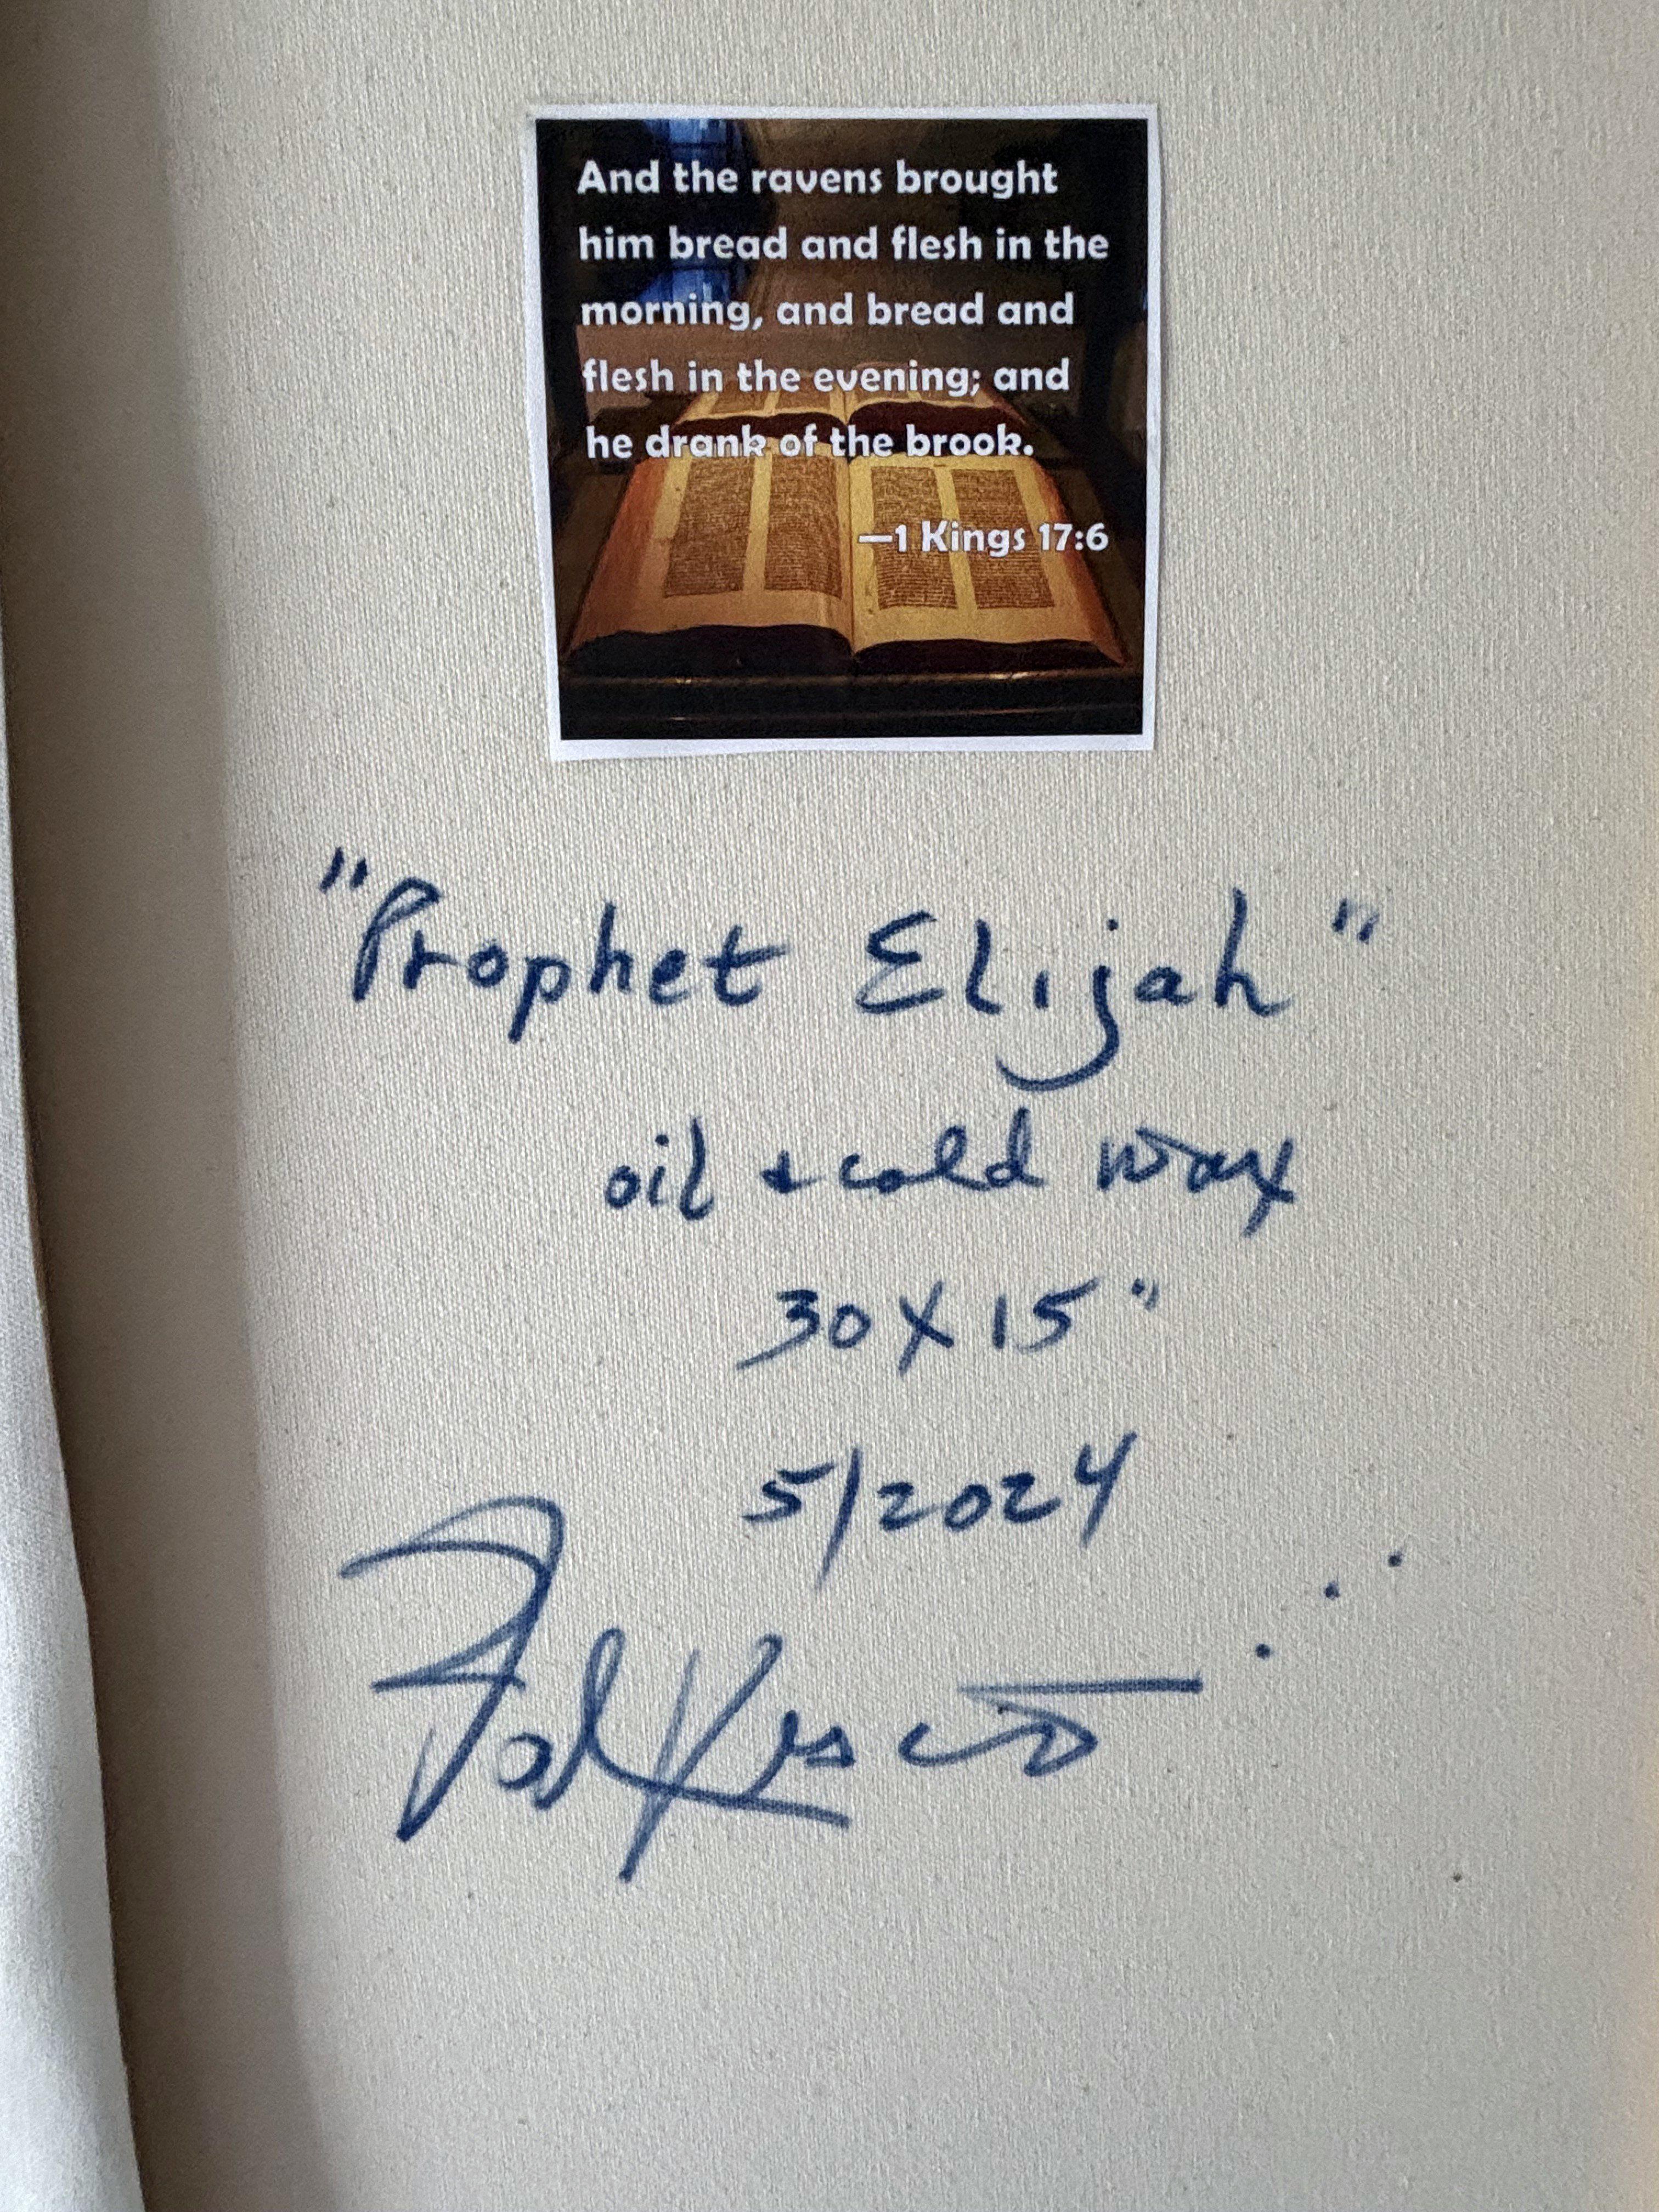 And the ravens brought
him bread and flesh in the
morning, and bread and
flesh in the evening; and
he drank of the brook.
—1 Kings 17:6
"Prophet Elijah"
oil & cold wax
30 X 15"
5/2024